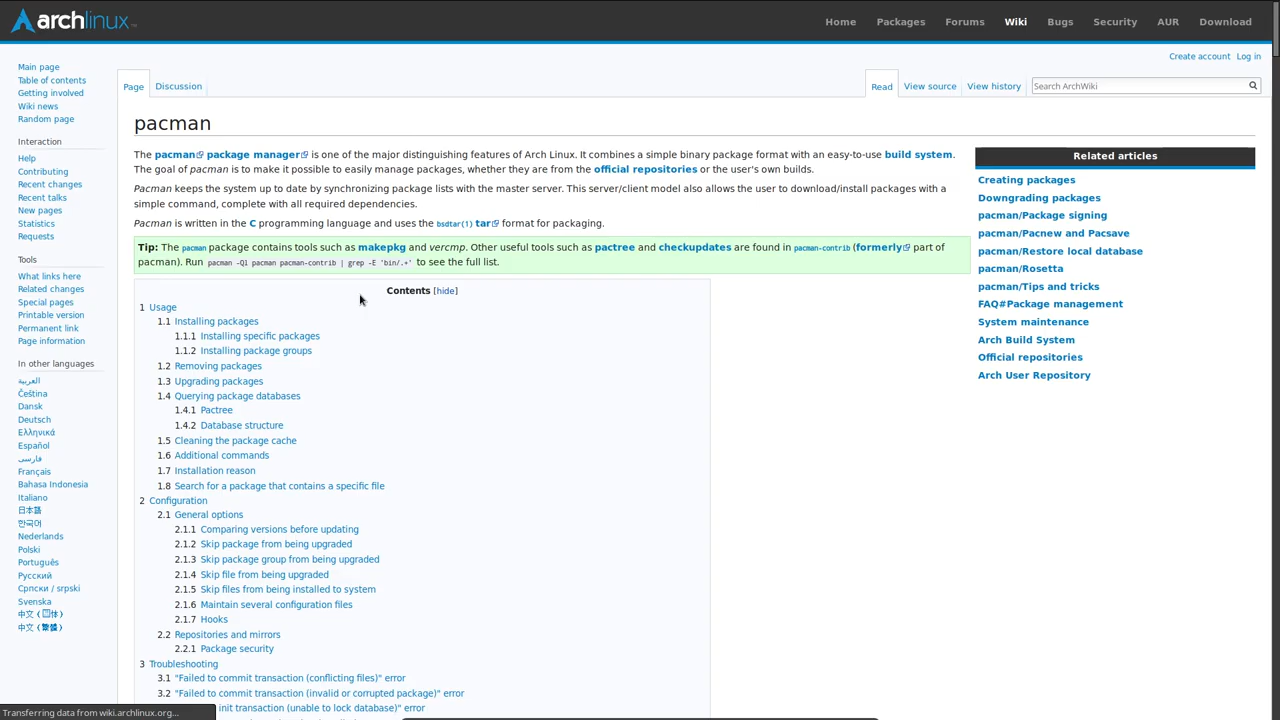 archlinux
Home Packages Forums Wiki Bugs Security AUR Download
Create account Log in
Main page
Table of contents
Getting involved
Wiki news
Random page
Interaction
Help
Contributing
Recent changes
Recent talks
New pages
Statistics
Requests
Tools
What links here
Related changes
Special pages
Printable version
Permanent link
Page information
In other languages
العربية
Čeština
Dansk
Deutsch
Ελληνικά
Español
فارسی
Français
Bahasa Indonesia
Italiano
日本語
한국어
Nederlands
Polski
Português
Русский
Српски / srpski
Svenska
中文（简体）
中文（繁體）
Page Discussion Read View source View history Search ArchWiki
pacman
The pacman package manager is one of the major distinguishing features of Arch Linux. It combines a simple binary package format with an easy-to-use build system.
The goal of pacman is to make it possible to easily manage packages, whether they are from the official repositories or the user's own builds.
Pacman keeps the system up to date by synchronizing package lists with the master server. This server/client model also allows the user to download/install packages with a
simple command, complete with all required dependencies.
Pacman is written in the C programming language and uses the bsdtar(1) tar format for packaging.
Tip: The pacman package contains tools such as makepkg and vercmp. Other useful tools such as pactree and checkupdates are found in pacman-contrib (formerly part of
pacman). Run pacman -Qi pacman pacman-contrib | grep -E 'bin/.+' to see the full list.
Contents [hide]
1 Usage
1.1 Installing packages
1.1.1 Installing specific packages
1.1.2 Installing package groups
1.2 Removing packages
1.3 Upgrading packages
1.4 Querying package databases
1.4.1 Pactree
1.4.2 Database structure
1.5 Cleaning the package cache
1.6 Additional commands
1.7 Installation reason
1.8 Search for a package that contains a specific file
2 Configuration
2.1 General options
2.1.1 Comparing versions before updating
2.1.2 Skip package from being upgraded
2.1.3 Skip package group from being upgraded
2.1.4 Skip file from being upgraded
2.1.5 Skip files from being installed to system
2.1.6 Maintain several configuration files
2.1.7 Hooks
2.2 Repositories and mirrors
2.2.1 Package security
3 Troubleshooting
3.1 "Failed to commit transaction (conflicting files)" error
3.2 "Failed to commit transaction (invalid or corrupted package)" error
init transaction (unable to lock database)" error
Related articles
Creating packages
Downgrading packages
pacman/Package signing
pacman/Pacnew and Pacsave
pacman/Restore local database
pacman/Rosetta
pacman/Tips and tricks
FAQ#Package management
System maintenance
Arch Build System
Official repositories
Arch User Repository
Transferring data from wiki.archlinux.org...